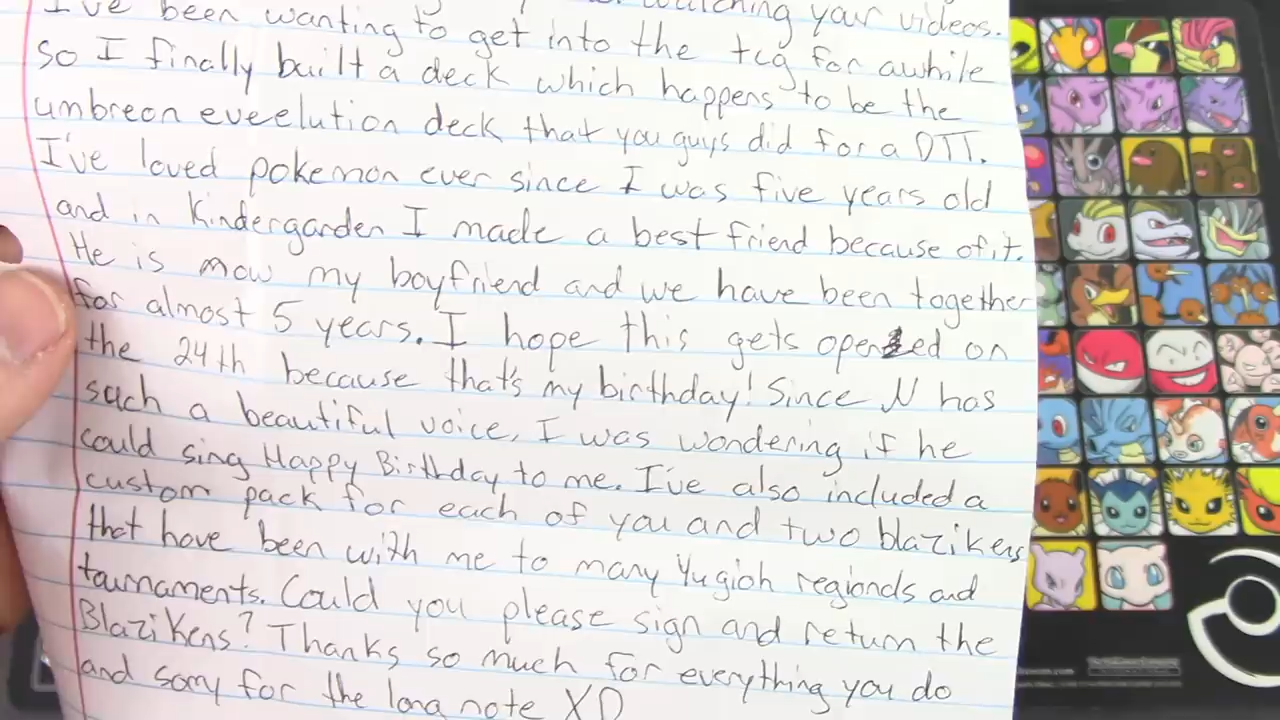 I've been wanting to get into the tcg for awhile
watching your videos.
so I finally built a deck which happens to be the
umbreon eveelution deck that you guys did for a DTT.
I've loved pokemon ever since I was five years old
and in Kindergarden I made a best friend because of it.
He is mow my boyfriend and we have been together
for almost 5 years. I hope this gets opened on
the 24th because that's my birthday! Since N has
such a beautiful voice, I was wondering if he
could sing Happy Birthday to me. I've also included a
custom pack for each of you and two blazikens
that have been with me to many Yugioh regionds and
tournaments. Could you please sign and return the
Blazikens? Thanks so much for everything you do
and sorry for the long note XD